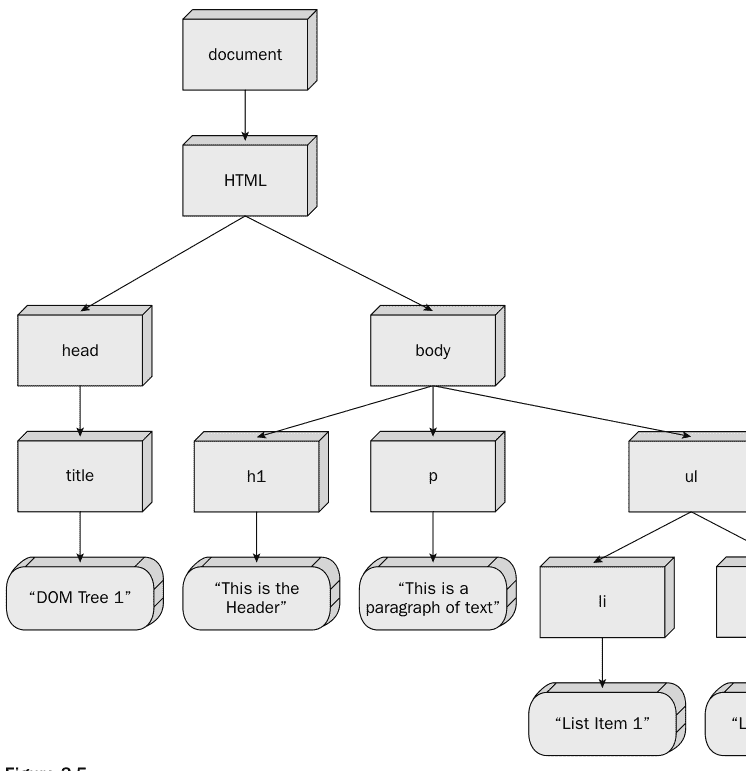 document
HTML
head
body
title
h1
p
ul
“DOM Tree 1”
“This is the
Header”
“This is a
paragraph of text”
li
“List Item 1”